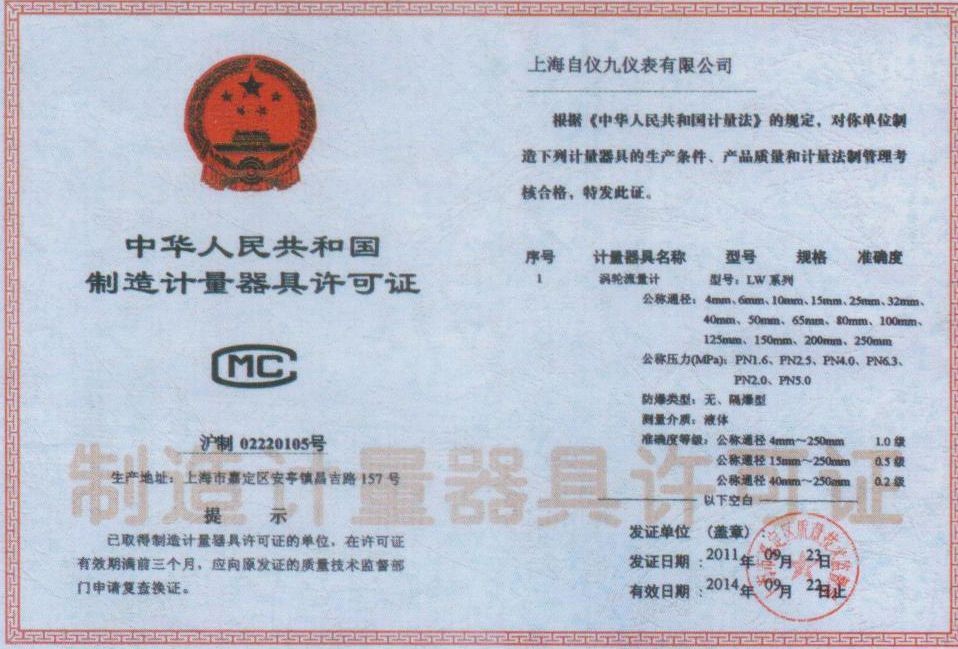 中华人民共和国
制造计量器具许可证
MC
沪制 02220105号
生产地址：上海市嘉定区安亭镇昌吉路 157 号
提 示
已取得制造计量器具许可证的单位，在许可证
有效期满前三个月，应向原发证的质量技术监督部
门申请复查换证。
上海自仪九仪表有限公司
根据《中华人民共和国计量法》的规定，对你单位制
造下列计量器具的生产条件、产品质量和计量法制管理考
核合格，特发此证。
序号 计量器具名称 型号 规格 准确度
1 涡轮流量计 型号：LW 系列
公称通径：4mm、6mm、10mm、15mm、25mm、32mm、
40mm、50mm、65mm、80mm、100mm、
125mm、150mm、200mm、250mm
公称压力(MPa)：PN1.6、PN2.5、PN4.0、PN6.3、
PN2.0、PN5.0
防爆类型：无、隔爆型
测量介质：液体
准确度等级：公称通径 4mm～250mm 1.0 级
公称通径 15mm～250mm 0.5 级
公称通径 40mm～250mm 0.2 级
以下空白
制造计量器具许可证
发证单位 （盖章）：
发证日期：2011年 09月 23日
有效日期：2014年 09月 22日止